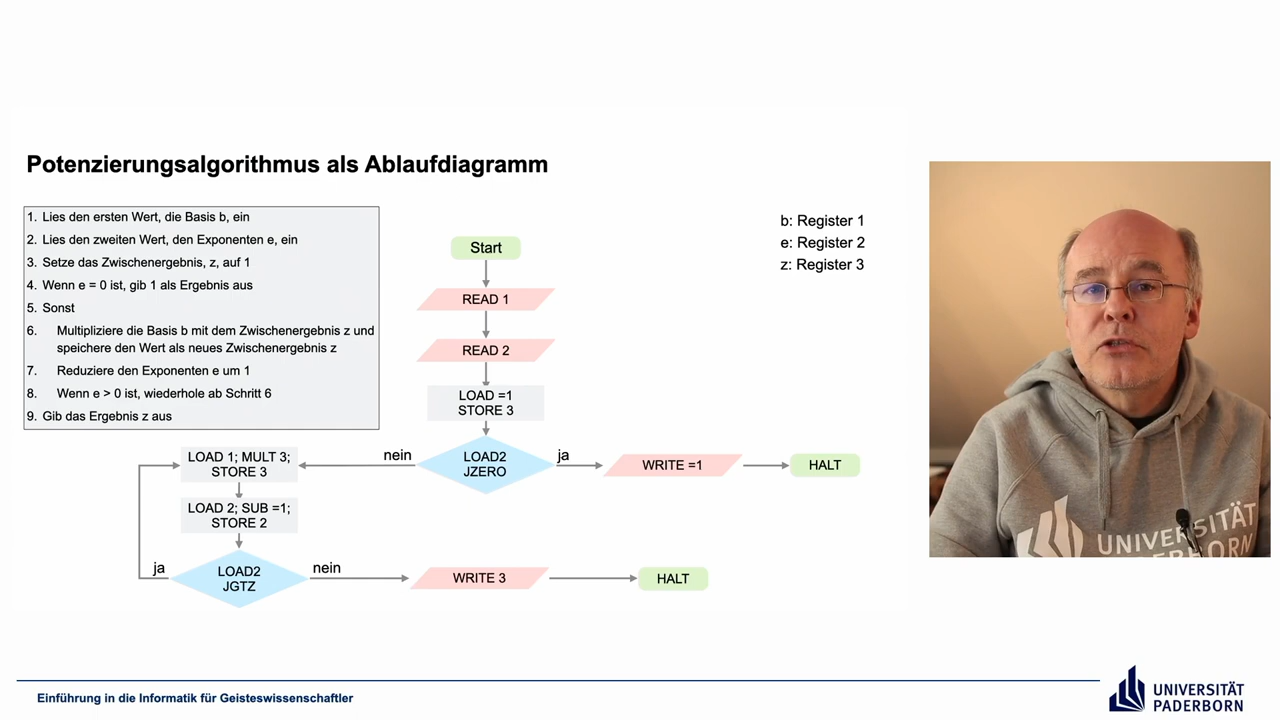 Potenzierungsalgorithmus als Ablaufdiagramm
1. Lies den ersten Wert, die Basis b, ein
2. Lies den zweiten Wert, den Exponenten e, ein
3. Setze das Zwischenergebnis, z, auf 1
4. Wenn e = 0 ist, gib 1 als Ergebnis aus
5. Sonst
6. Multipliziere die Basis b mit dem Zwischenergebnis z und
speichere den Wert als neues Zwischenergebnis z
7. Reduziere den Exponenten e um 1
8. Wenn e > 0 ist, wiederhole ab Schritt 6
9. Gib das Ergebnis z aus
b: Register 1
e: Register 2
z: Register 3
Start
READ 1
READ 2
LOAD =1
STORE 3
LOAD2
JZERO
ja
WRITE =1
HALT
nein
LOAD 1; MULT 3;
STORE 3
LOAD 2; SUB =1;
STORE 2
LOAD2
JGTZ
ja
nein
WRITE 3
HALT
UNIVERSITÄT
PADERBORN
Einführung in die Informatik für Geisteswissenschaftler
UNIVERSITÄT
PADERBORN